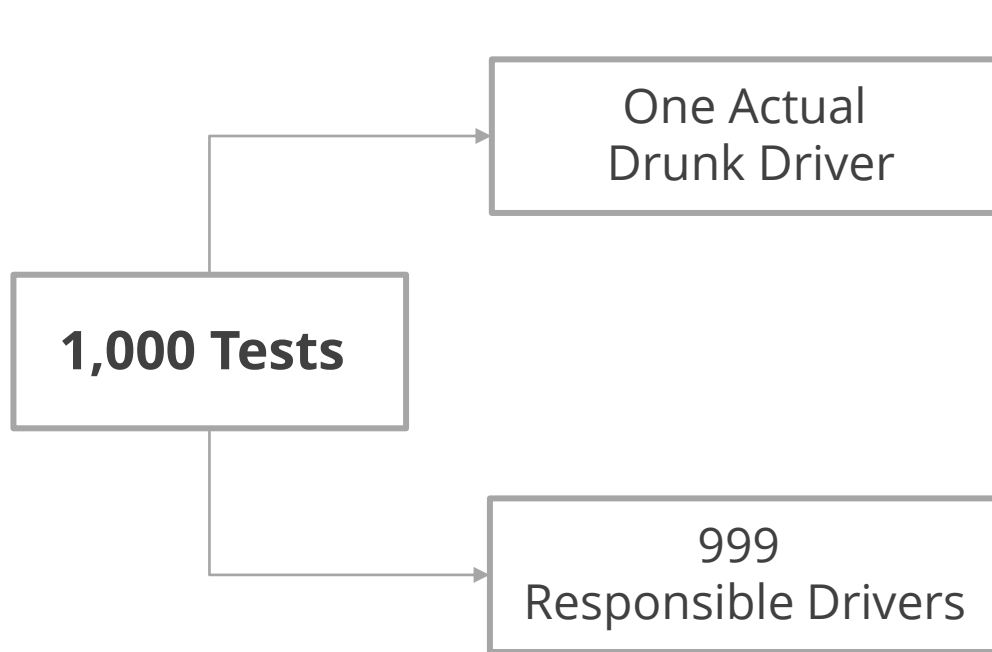 One Actual
Drunk Driver
1,000 Tests
999
Responsible Drivers